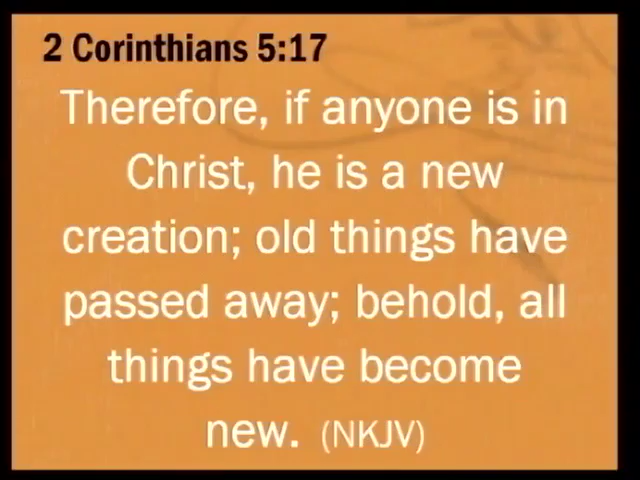 2 Corinthians 5:17
Therefore, if anyone is in
Christ, he is a new
creation; old things have
passed away; behold, all
things have become
new. (NKJV)